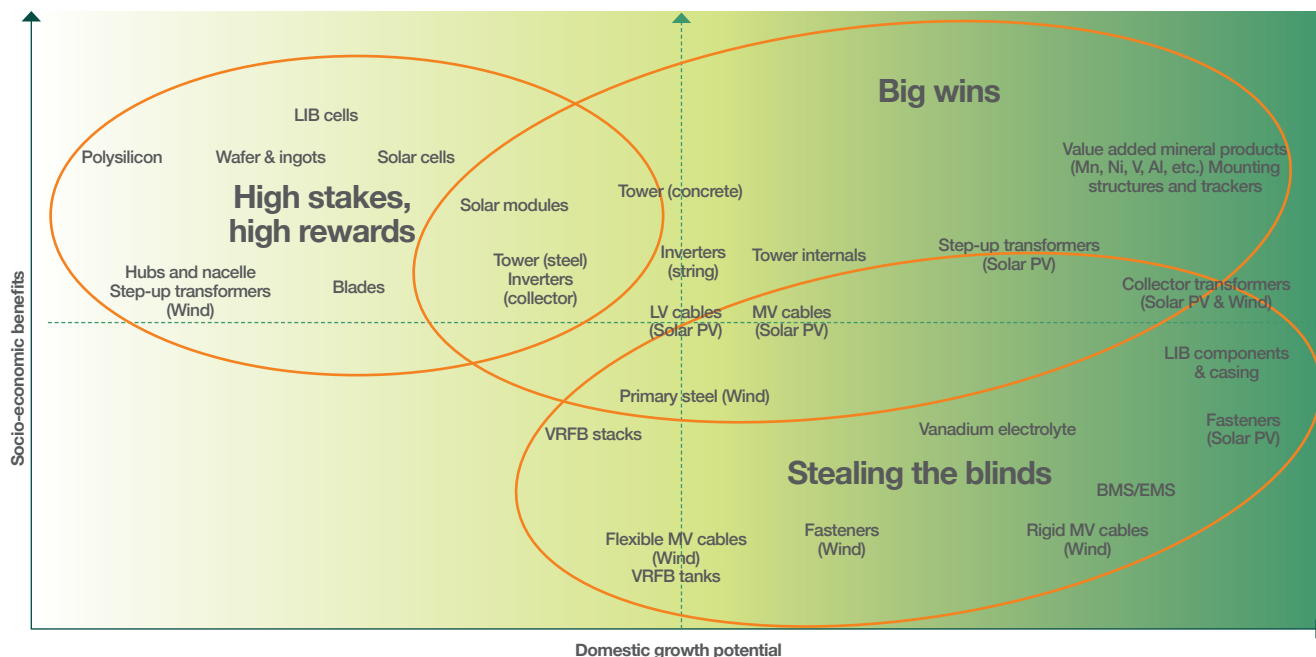 Socio-economic benefits
Big wins
LIB cells
Polysilicon
Wafer & ingots
Solar cells
High stakes,
high rewards
Solar modules
Tower (concrete)
Value added mineral products
(Mn, Ni, V, Al, etc.) Mounting
structures and trackers
Hubs and nacelle
Step-up transformers
(Wind)
Blades
Tower (steel)
Inverters
(collector)
Inverters
(string)
Tower internals
Step-up transformers
(Solar PV)
Collector transformers
(Solar PV & Wind)
LV cables
(Solar PV)
MV cables
(Solar PV)
LIB components
& casing
Primary steel (Wind)
VRFB stacks
Vanadium electrolyte
Fasteners
(Solar PV)
Stealing the blinds
BMS/EMS
Flexible MV cables
(Wind)
VRFB tanks
Fasteners
(Wind)
Rigid MV cables
(Wind)
Domestic growth potential